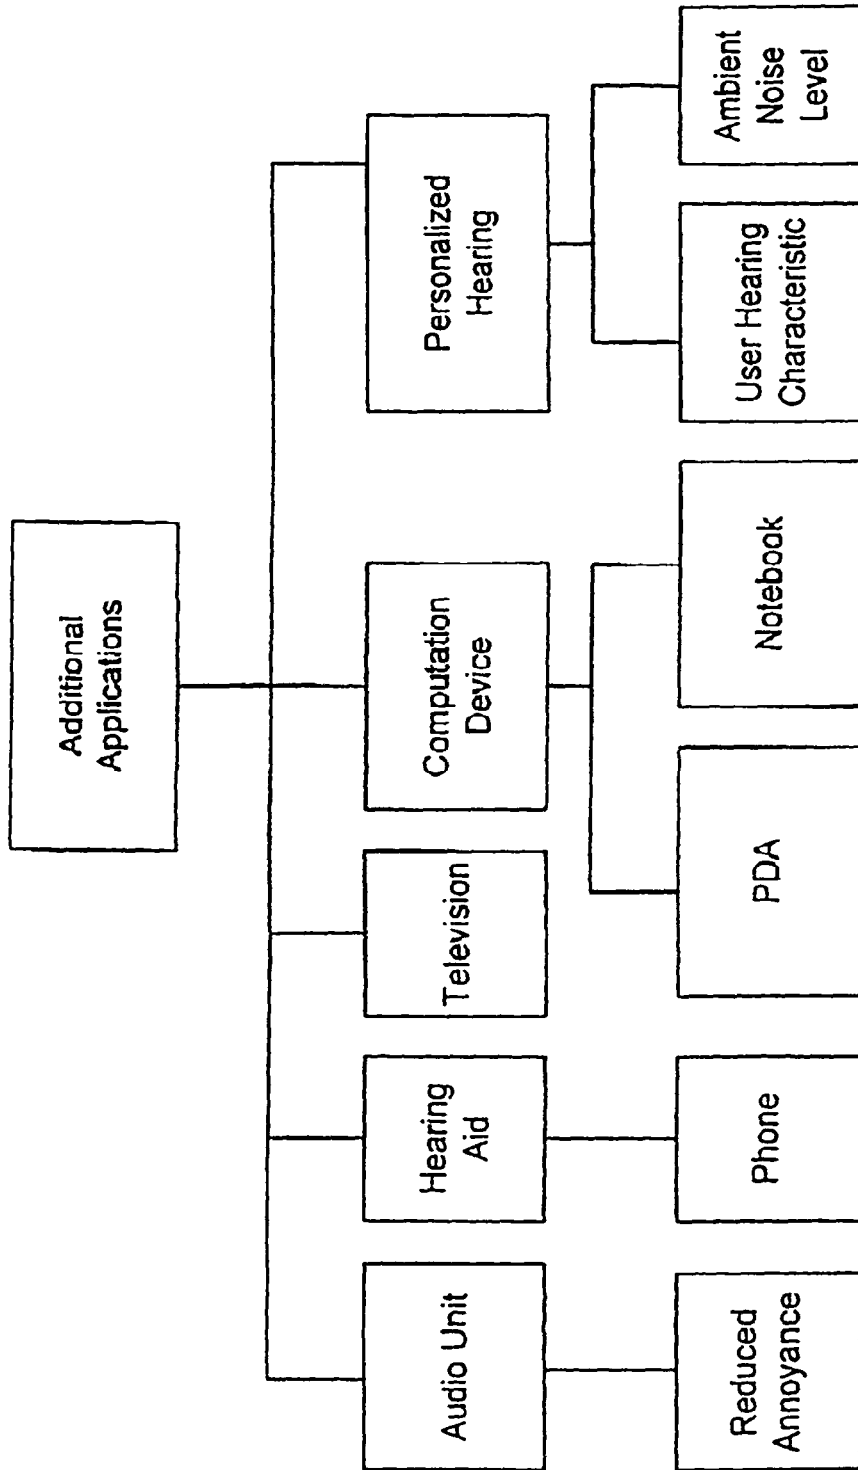 Additional
Applications
Audio Unit
Hearing
Aid
Television
Computation
Device
Personalized
Hearing
Reduced
Annoyance
Phone
PDA
Notebook
User Hearing
Characteristic
Ambient
Noise
Level